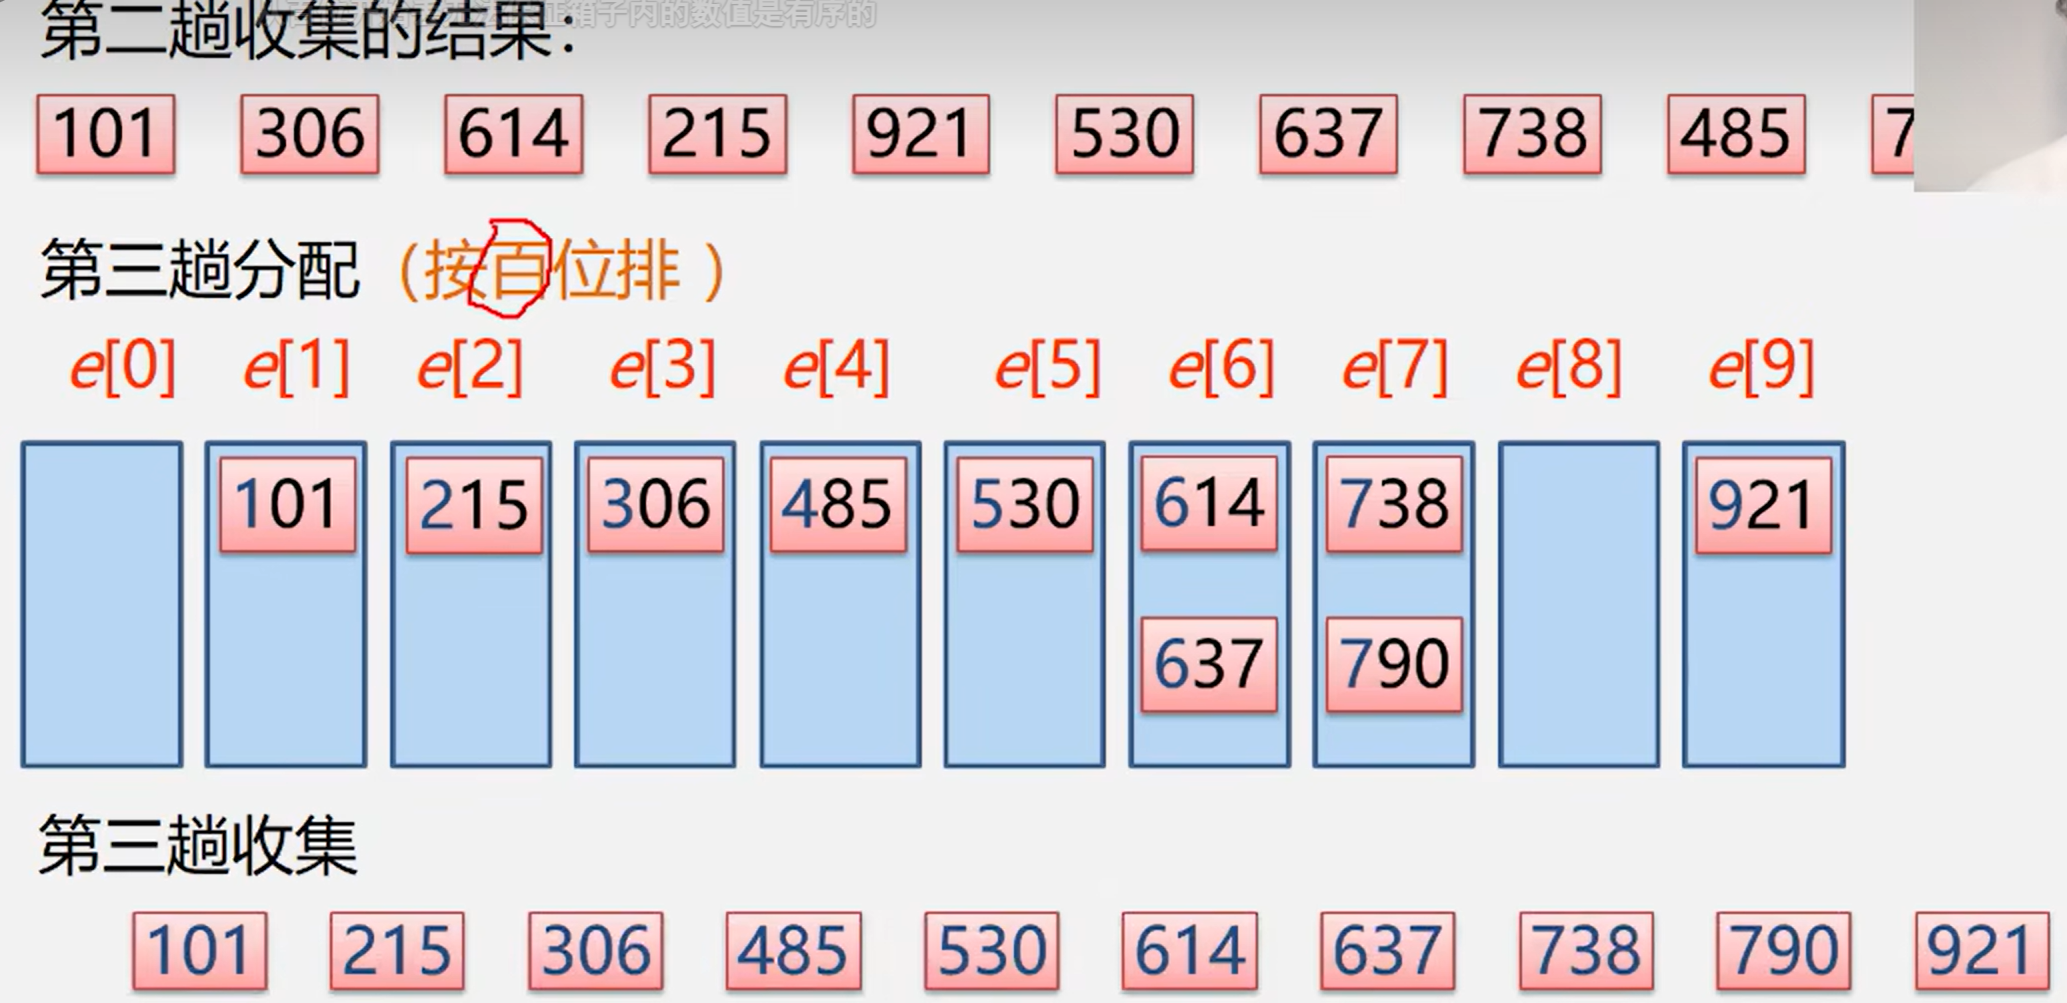 箱子内的数值是有序的
第二趟收集的结果：
101 306 614 215 921 530 637 738 485 7
第三趟分配（按百位排）
e[0] e[1] e[2] e[3] e[4] e[5] e[6] e[7] e[8] e[9]
101 215 306 485 530 614 738 921
637 790
第三趟收集
101 215 306 485 530 614 637 738 790 921